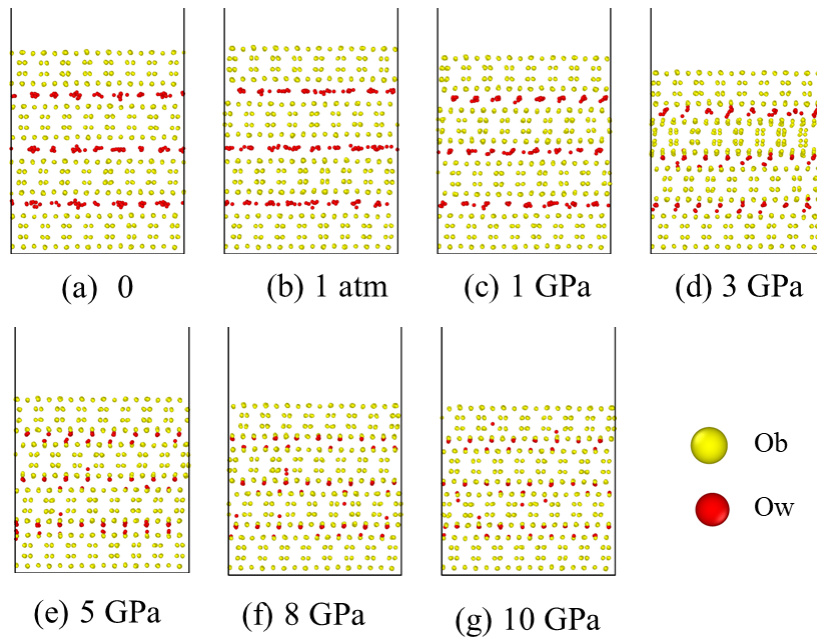 (a) 0
(b) 1 atm
(c) 1 GPa
(d) 3 GPa
Ob
Ow
(e) 5 GPa
(f) 8 GPa
(g) 10 GPa